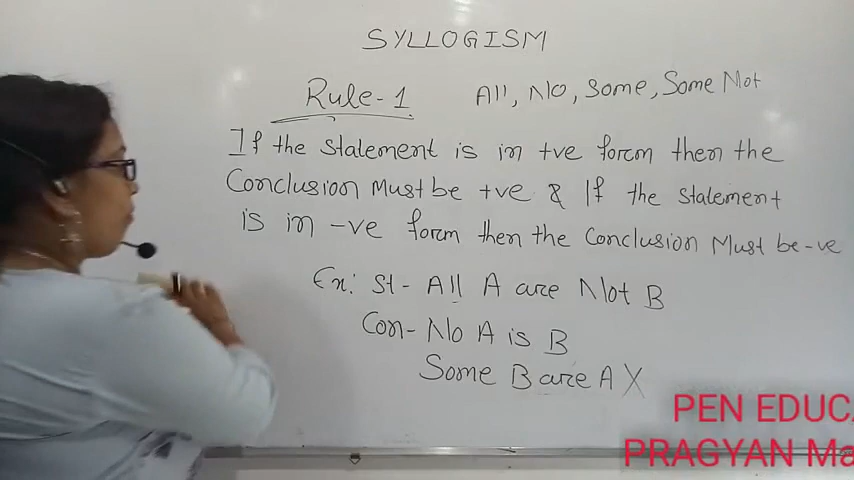 SYLLOGISM
Rule-1 All, No, Some, Some Not
If the statement is in +ve form then the
Conclusion Must be +ve & If the statement
is in -ve form then the Conclusion Must be -ve
Ex: St- All A are Not B
Con- No A is B
Some B are A X
PEN EDUC
PRAGYAN Ma